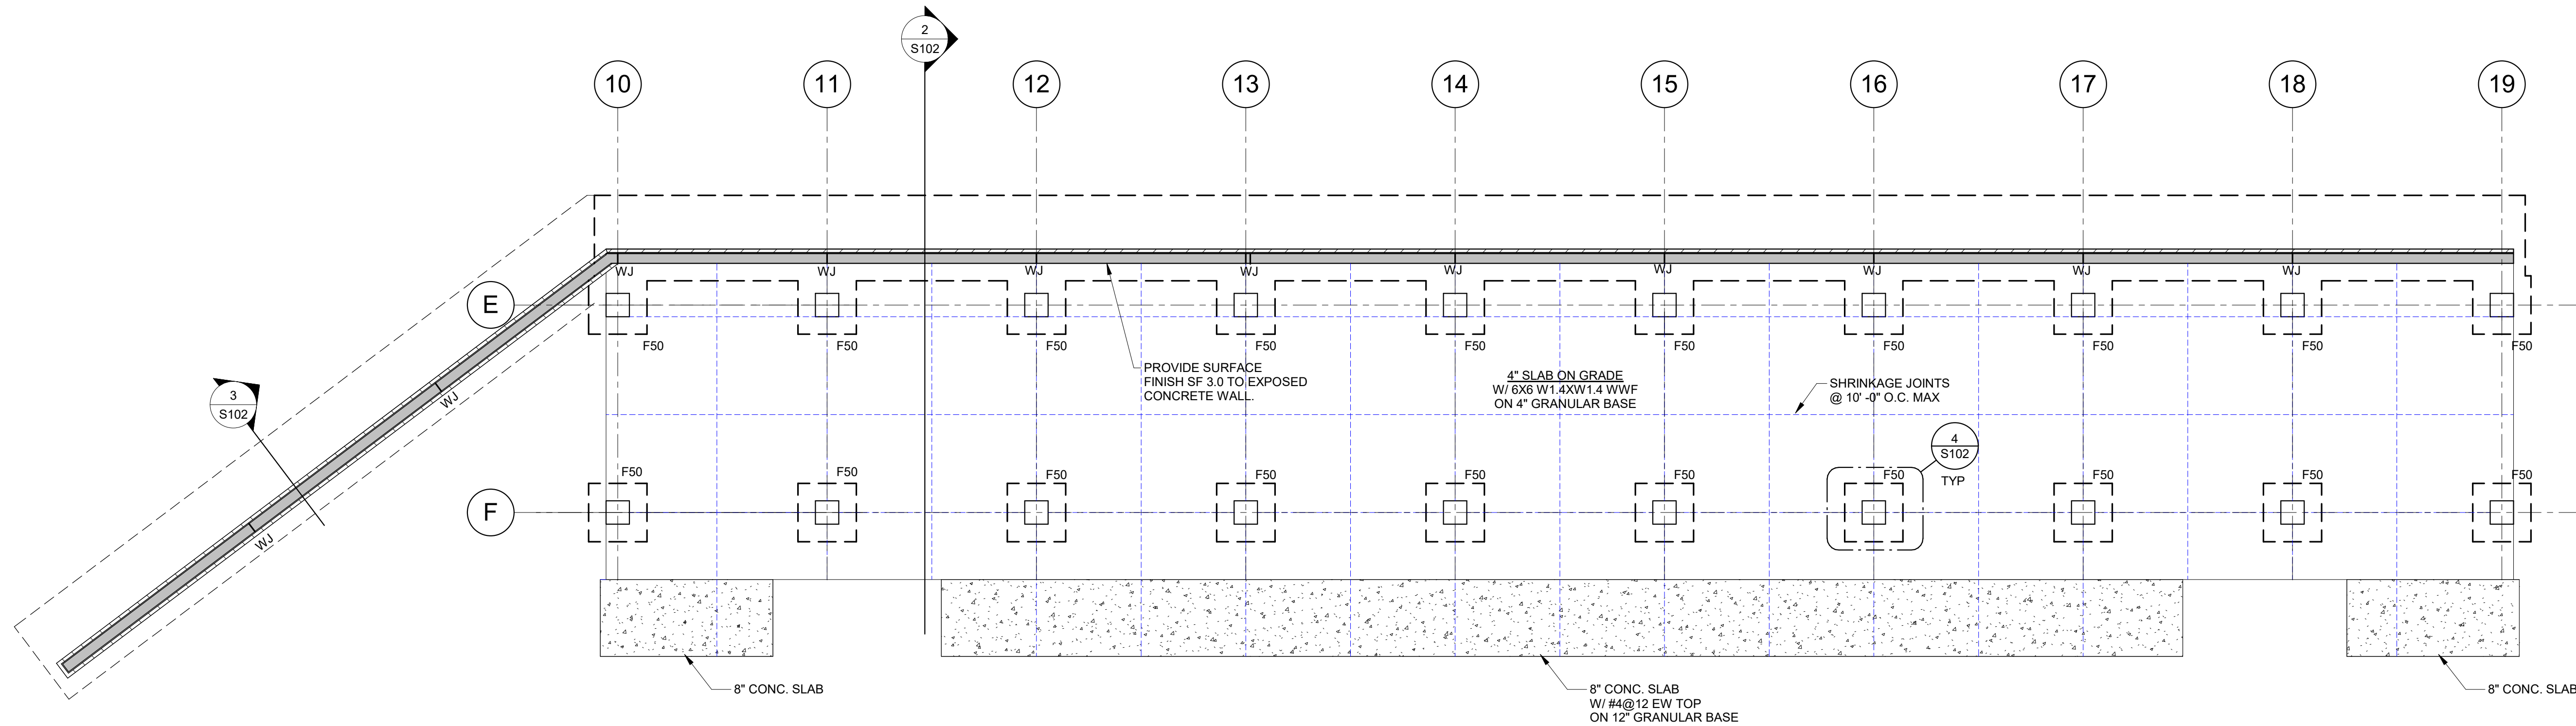 2
S102
10
11
12
13
14
15
16
17
18
19
WJ
WJ
WJ
WJ
WJ
WJ
WJ
WJ
WJ
E
F50
F50
F50
F50
F50
F50
F50
F50
F50
F50
PROVIDE SURFACE
FINISH SF 3.0 TO EXPOSED
CONCRETE WALL.
4" SLAB ON GRADE
W/ 6X6 W1.4XW1.4 WWF
ON 4" GRANULAR BASE
SHRINKAGE JOINTS
@ 10' -0" O.C. MAX
3
S102
WJ
4
S102
TYP
F50
F50
F50
F50
F50
F50
F50
F50
F50
F50
F
WJ
8" CONC. SLAB
8" CONC. SLAB
W/ #4@12 EW TOP
ON 12" GRANULAR BASE
8" CONC. SLAB